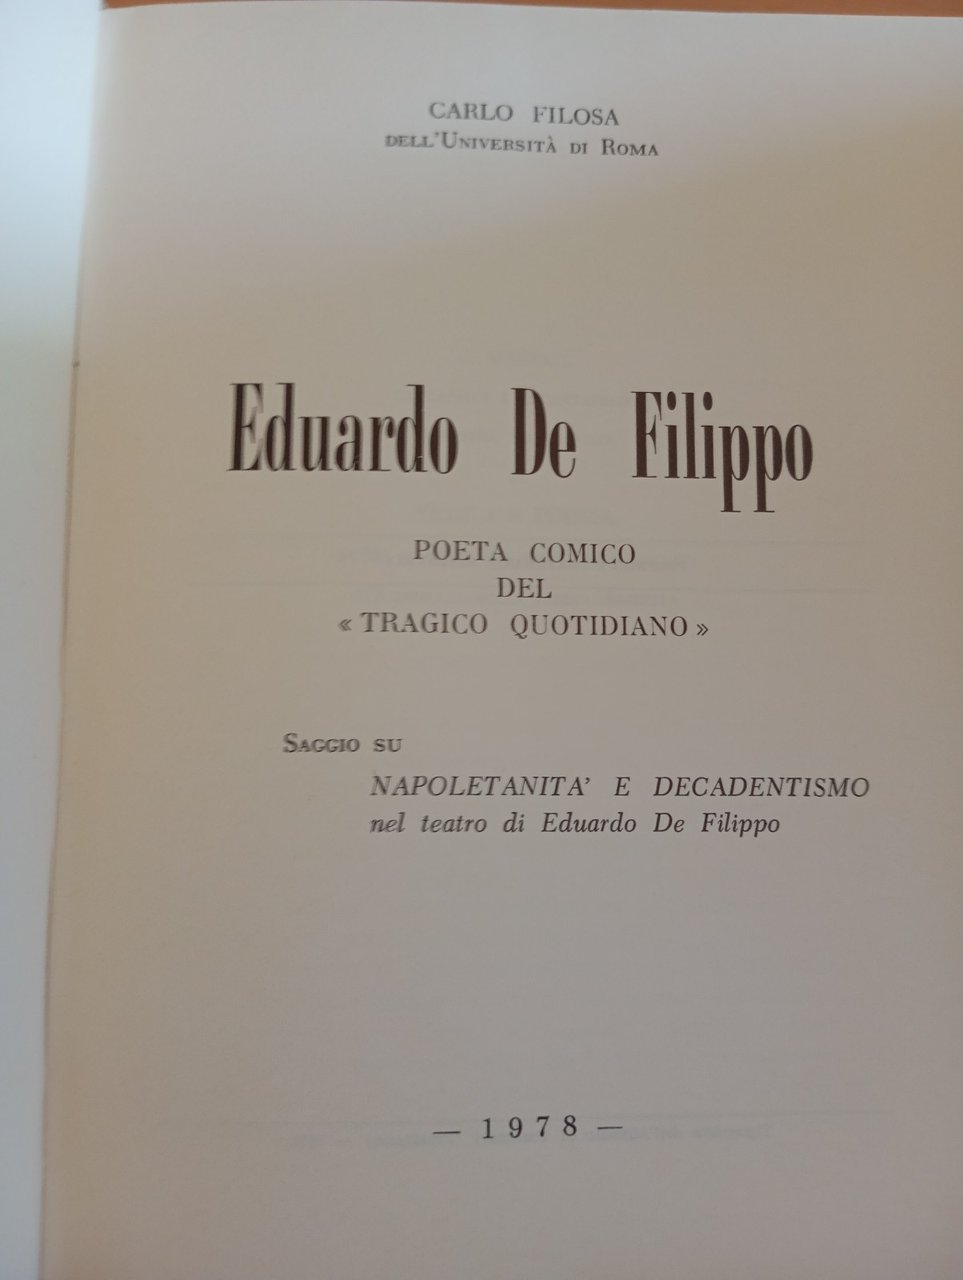 CARLO FILOSA
DELL'UNIVERSITÀ DI ROMA
Eduardo De Filippo
POETA COMICO
DEL
« TRAGICO QUOTIDIANO »
SAGGIO SU
NAPOLETANITA' E DECADENTISMO
nel teatro di Eduardo De Filippo
— 1978 —